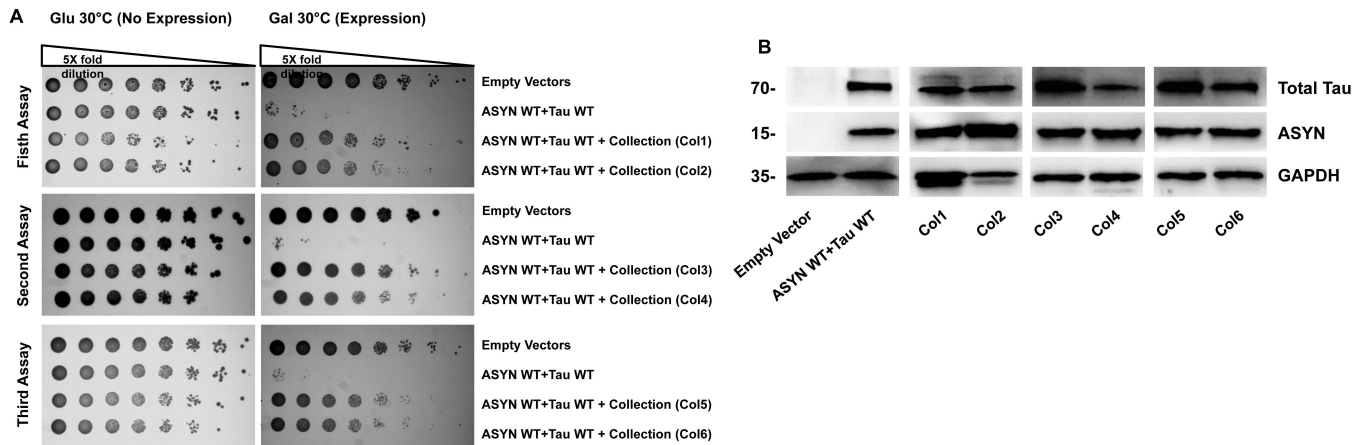 A
Glu 30°C (No Expression)
Gal 30°C (Expression)
5X fold
dilution
5X fold
dilution
Fisth Assay
Empty Vectors
ASYN WT+Tau WT
ASYN WT+Tau WT + Collection (Col1)
ASYN WT+Tau WT + Collection (Col2)
Second Assay
Empty Vectors
ASYN WT+Tau WT
ASYN WT+Tau WT + Collection (Col3)
ASYN WT+Tau WT + Collection (Col4)
Third Assay
Empty Vectors
ASYN WT+Tau WT
ASYN WT+Tau WT + Collection (Col5)
ASYN WT+Tau WT + Collection (Col6)
B
70-
Total Tau
15-
ASYN
35-
GAPDH
Empty Vector
ASYN WT+Tau WT
Col1
Col2
Col3
Col4
Col5
Col6